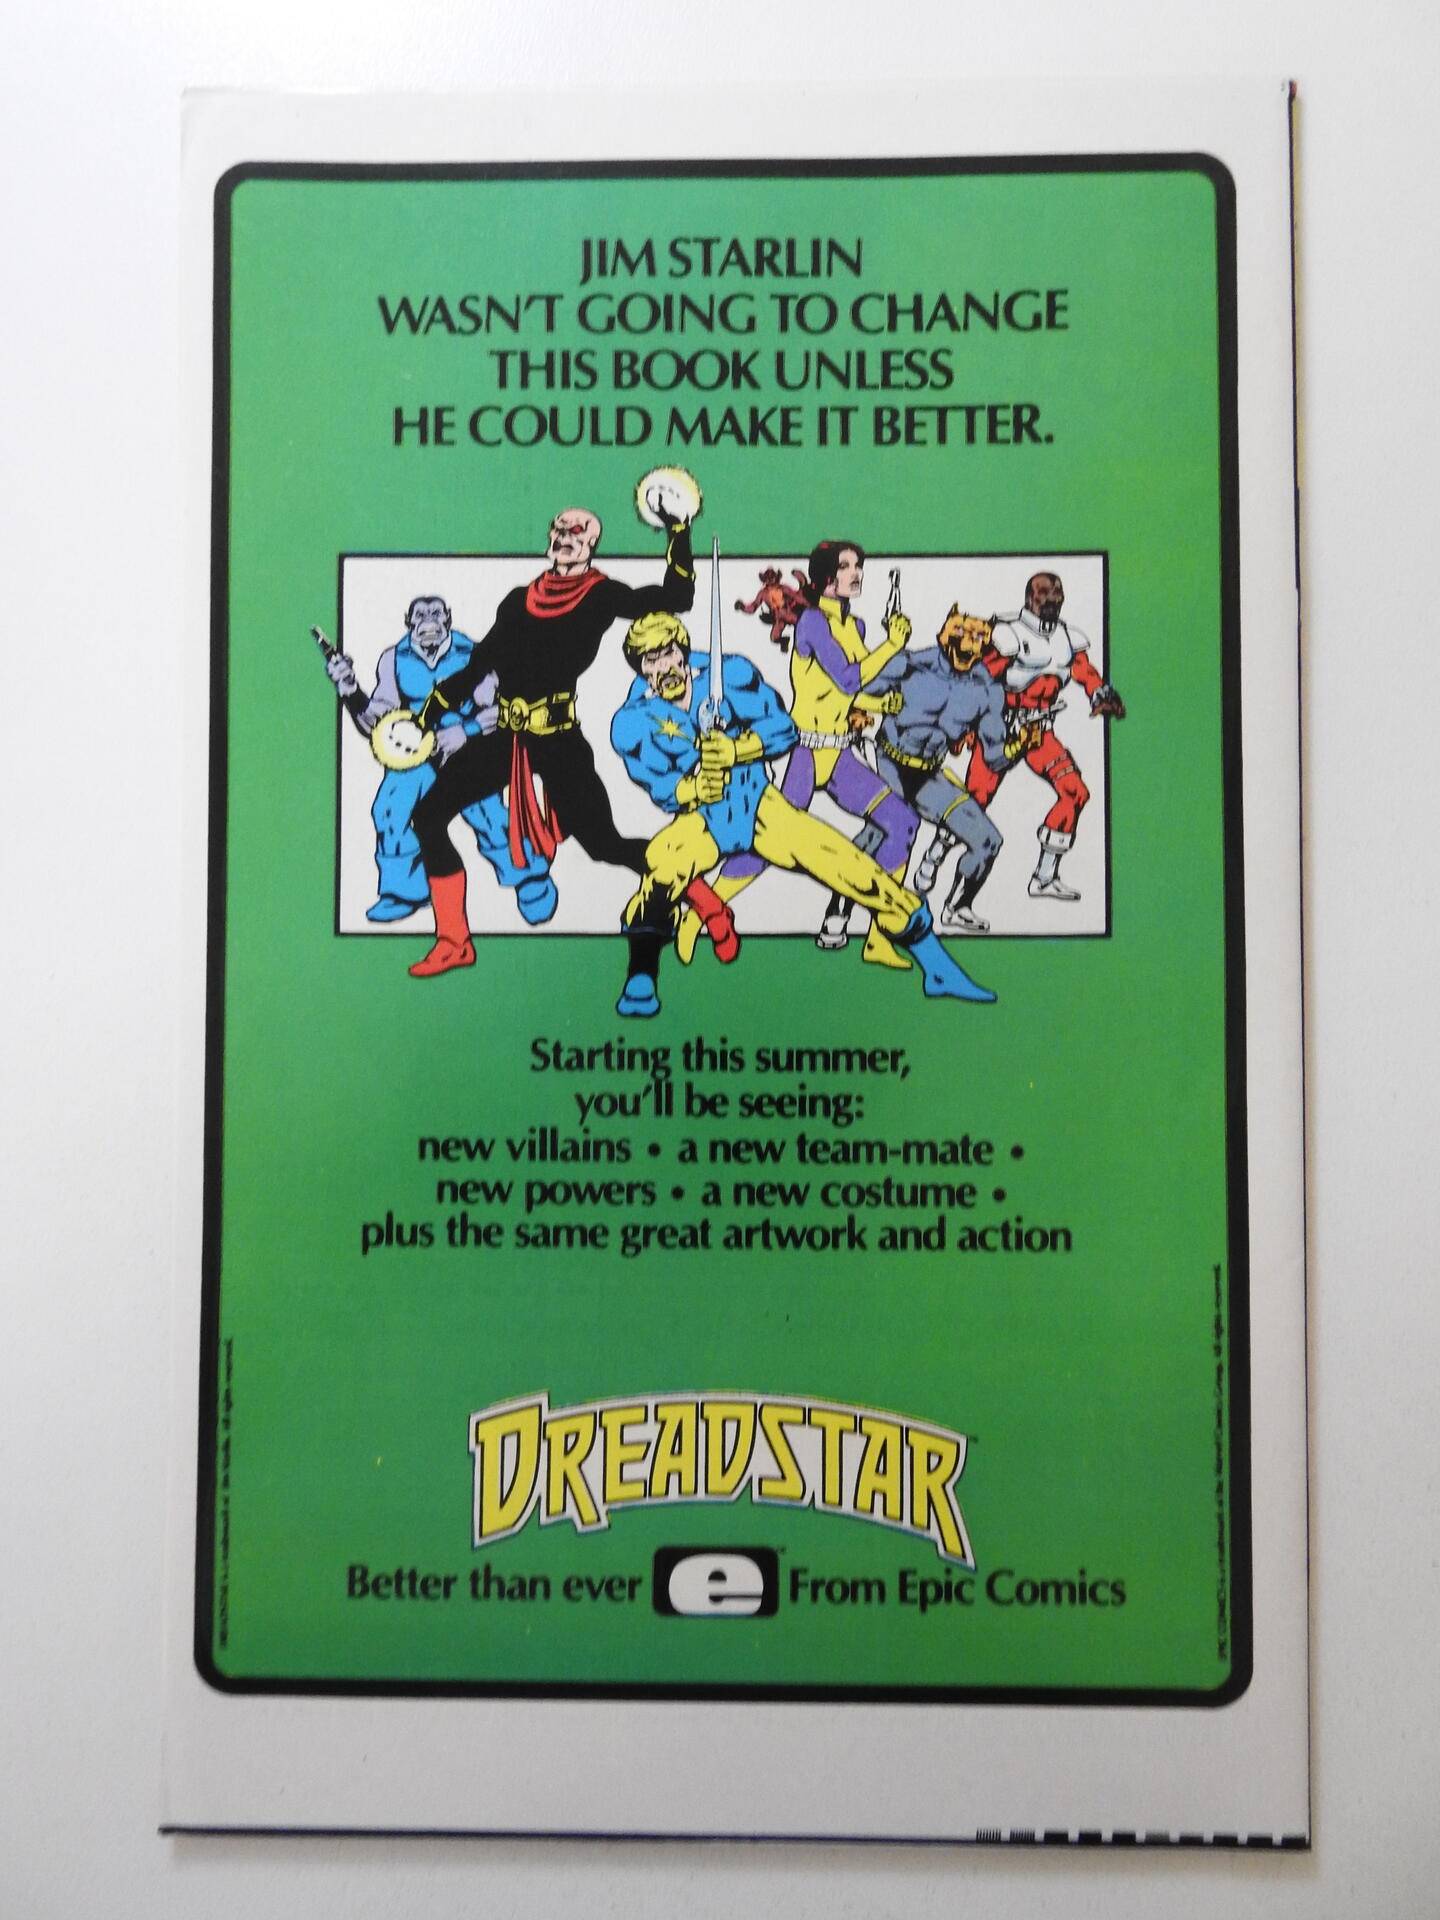 JIM STARLIN
WASN'T GOING TO CHANGE
THIS BOOK UNLESS
HE COULD MAKE IT BETTER.
Starting this summer,
you'll be seeing:
new villains • a new team-mate •
new powers • a new costume •
plus the same great artwork and action
DREADSTAR
Better than ever e From Epic Comics